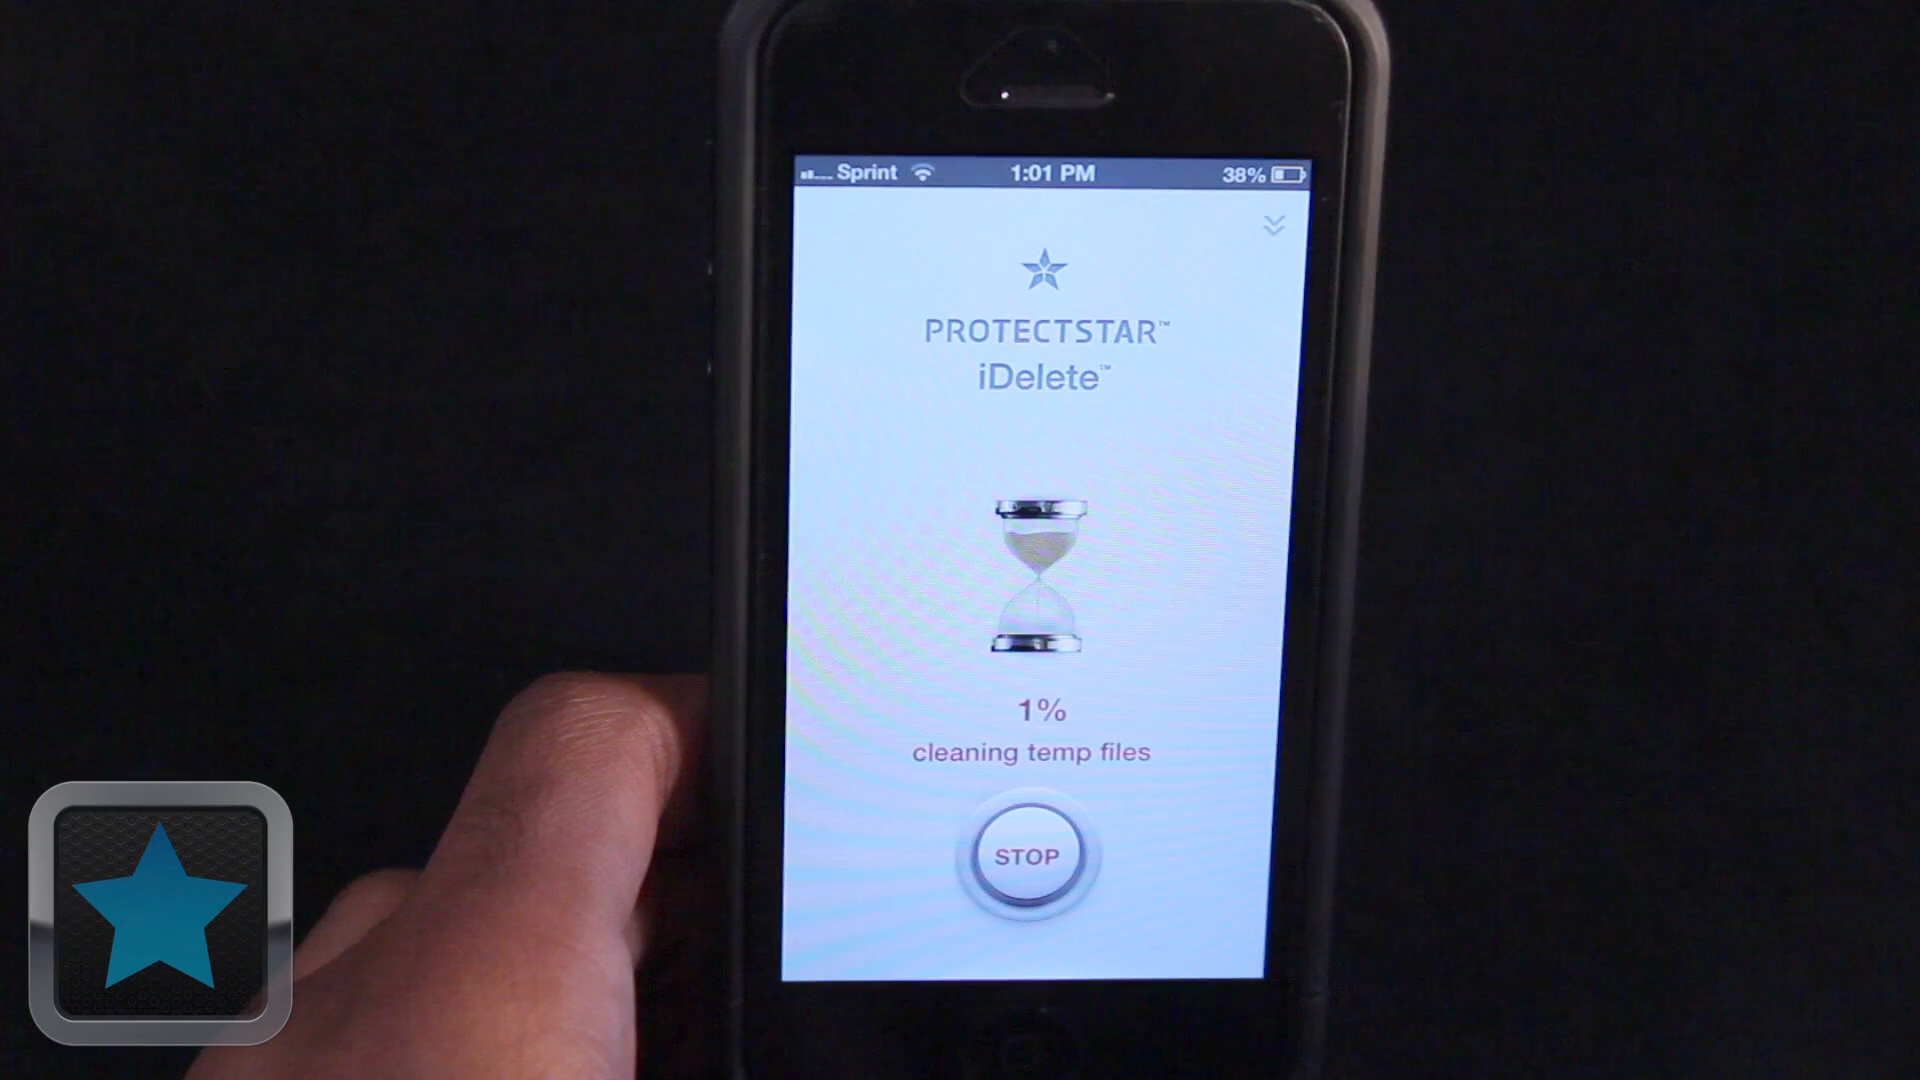 Sprint 1:01 PM 38%
PROTECTSTAR™
iDelete™
1%
cleaning temp files
STOP